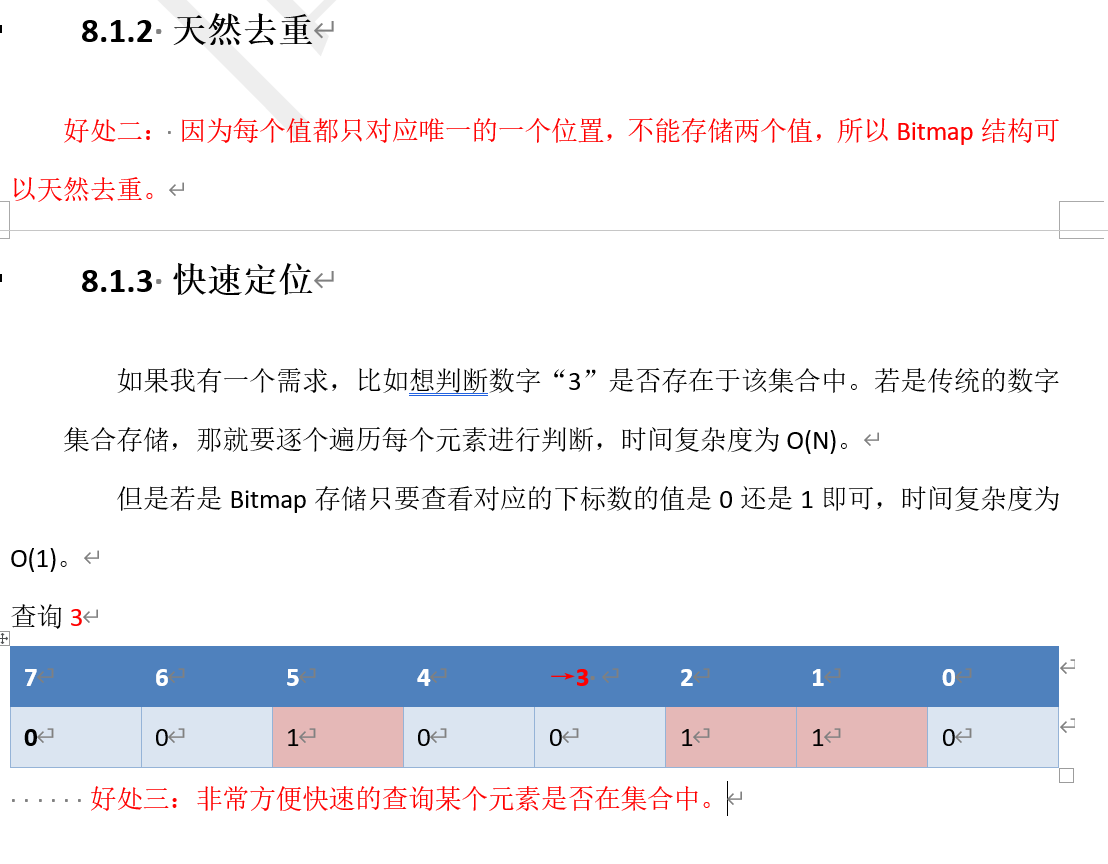 8.1.2 天然去重
好处二： 因为每个值都只对应唯一的一个位置，不能存储两个值，所以 Bitmap 结构可
以天然去重。
8.1.3 快速定位
如果我有一个需求，比如想判断数字“3”是否存在于该集合中。若是传统的数字
集合存储，那就要逐个遍历每个元素进行判断，时间复杂度为 O(N)。
但是若是 Bitmap 存储只要查看对应的下标数的值是 0 还是 1 即可，时间复杂度为
O(1)。
查询 3
7 6 5 4 →3 2 1 0
0 0 1 0 0 1 1 0
好处三：非常方便快速的查询某个元素是否在集合中。